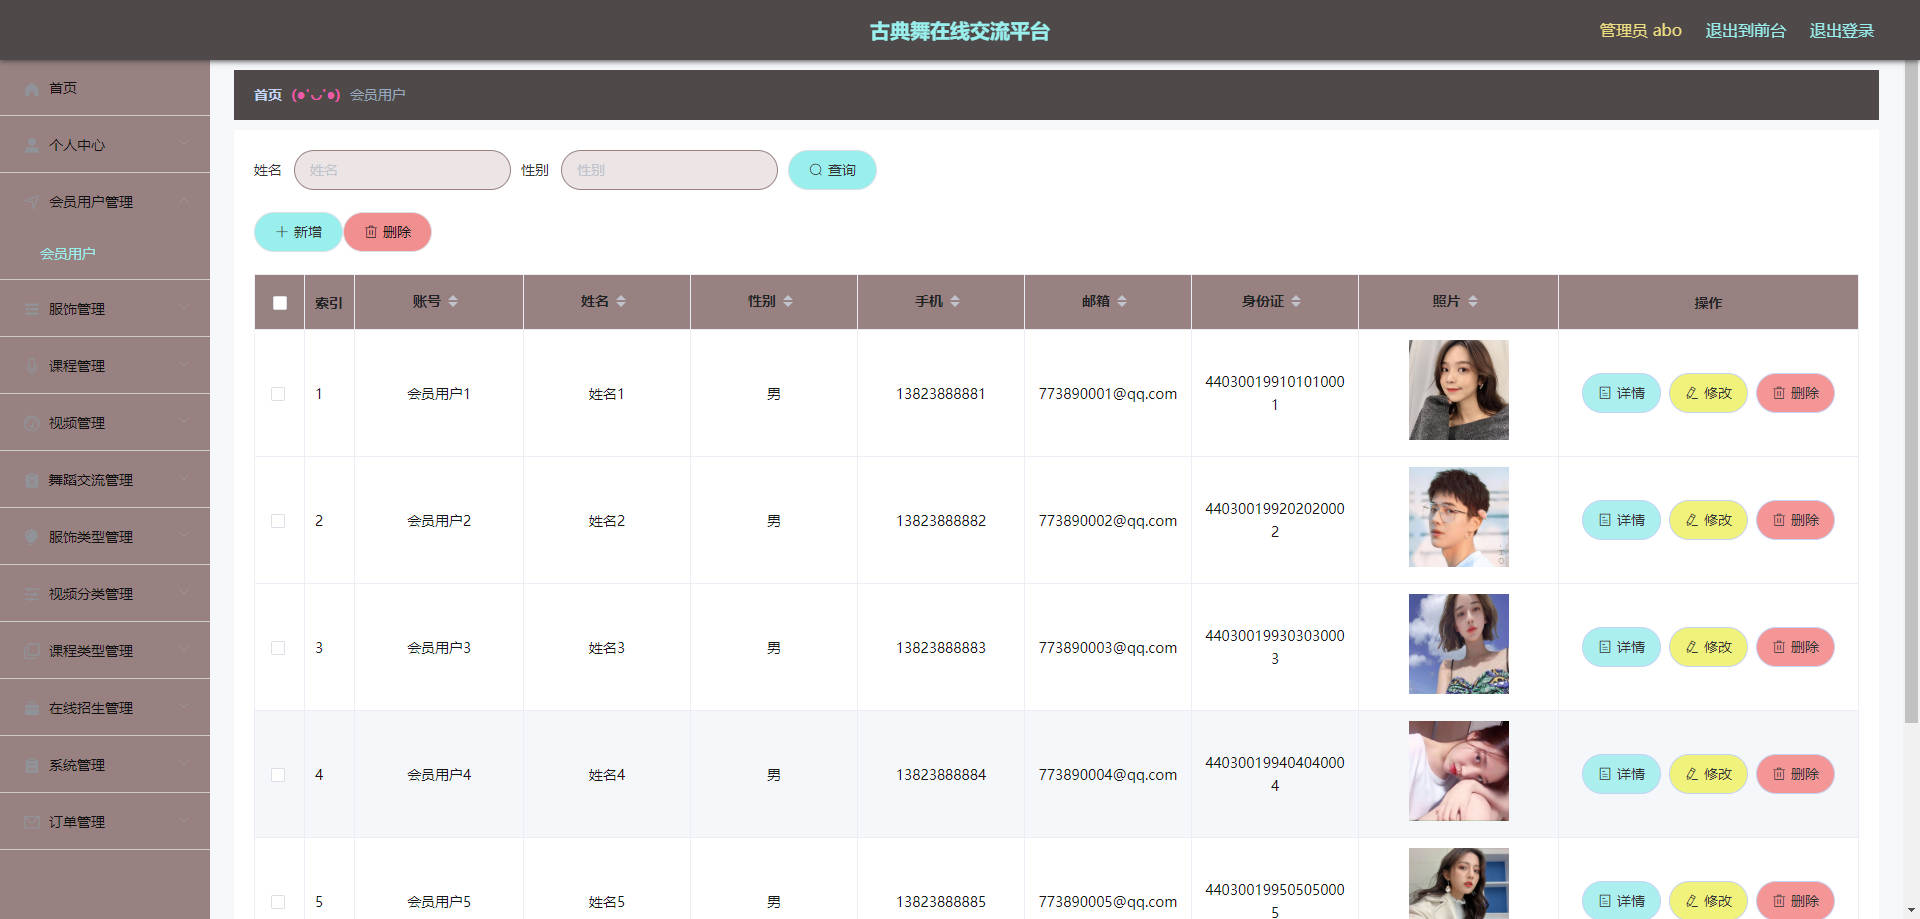 古典舞在线交流平台
管理员 abo 退出到前台 退出登录
首页
个人中心
会员用户管理
会员用户
服饰管理
课程管理
视频管理
舞蹈交流管理
服饰类型管理
视频分类管理
课程类型管理
在线招生管理
系统管理
订单管理
首页 (●'◡'●) 会员用户
姓名 姓名 性别 性别 查询
新增 删除
索引 账号 姓名 性别 手机 邮箱 身份证 照片 操作
1 会员用户1 姓名1 男 13823888881 773890001@qq.com 440300199101010001 详情 修改 删除
2 会员用户2 姓名2 男 13823888882 773890002@qq.com 440300199202020002 详情 修改 删除
3 会员用户3 姓名3 男 13823888883 773890003@qq.com 440300199303030003 详情 修改 删除
4 会员用户4 姓名4 男 13823888884 773890004@qq.com 440300199404040004 详情 修改 删除
5 会员用户5 姓名5 男 13823888885 773890005@qq.com 440300199505050005 详情 修改 删除